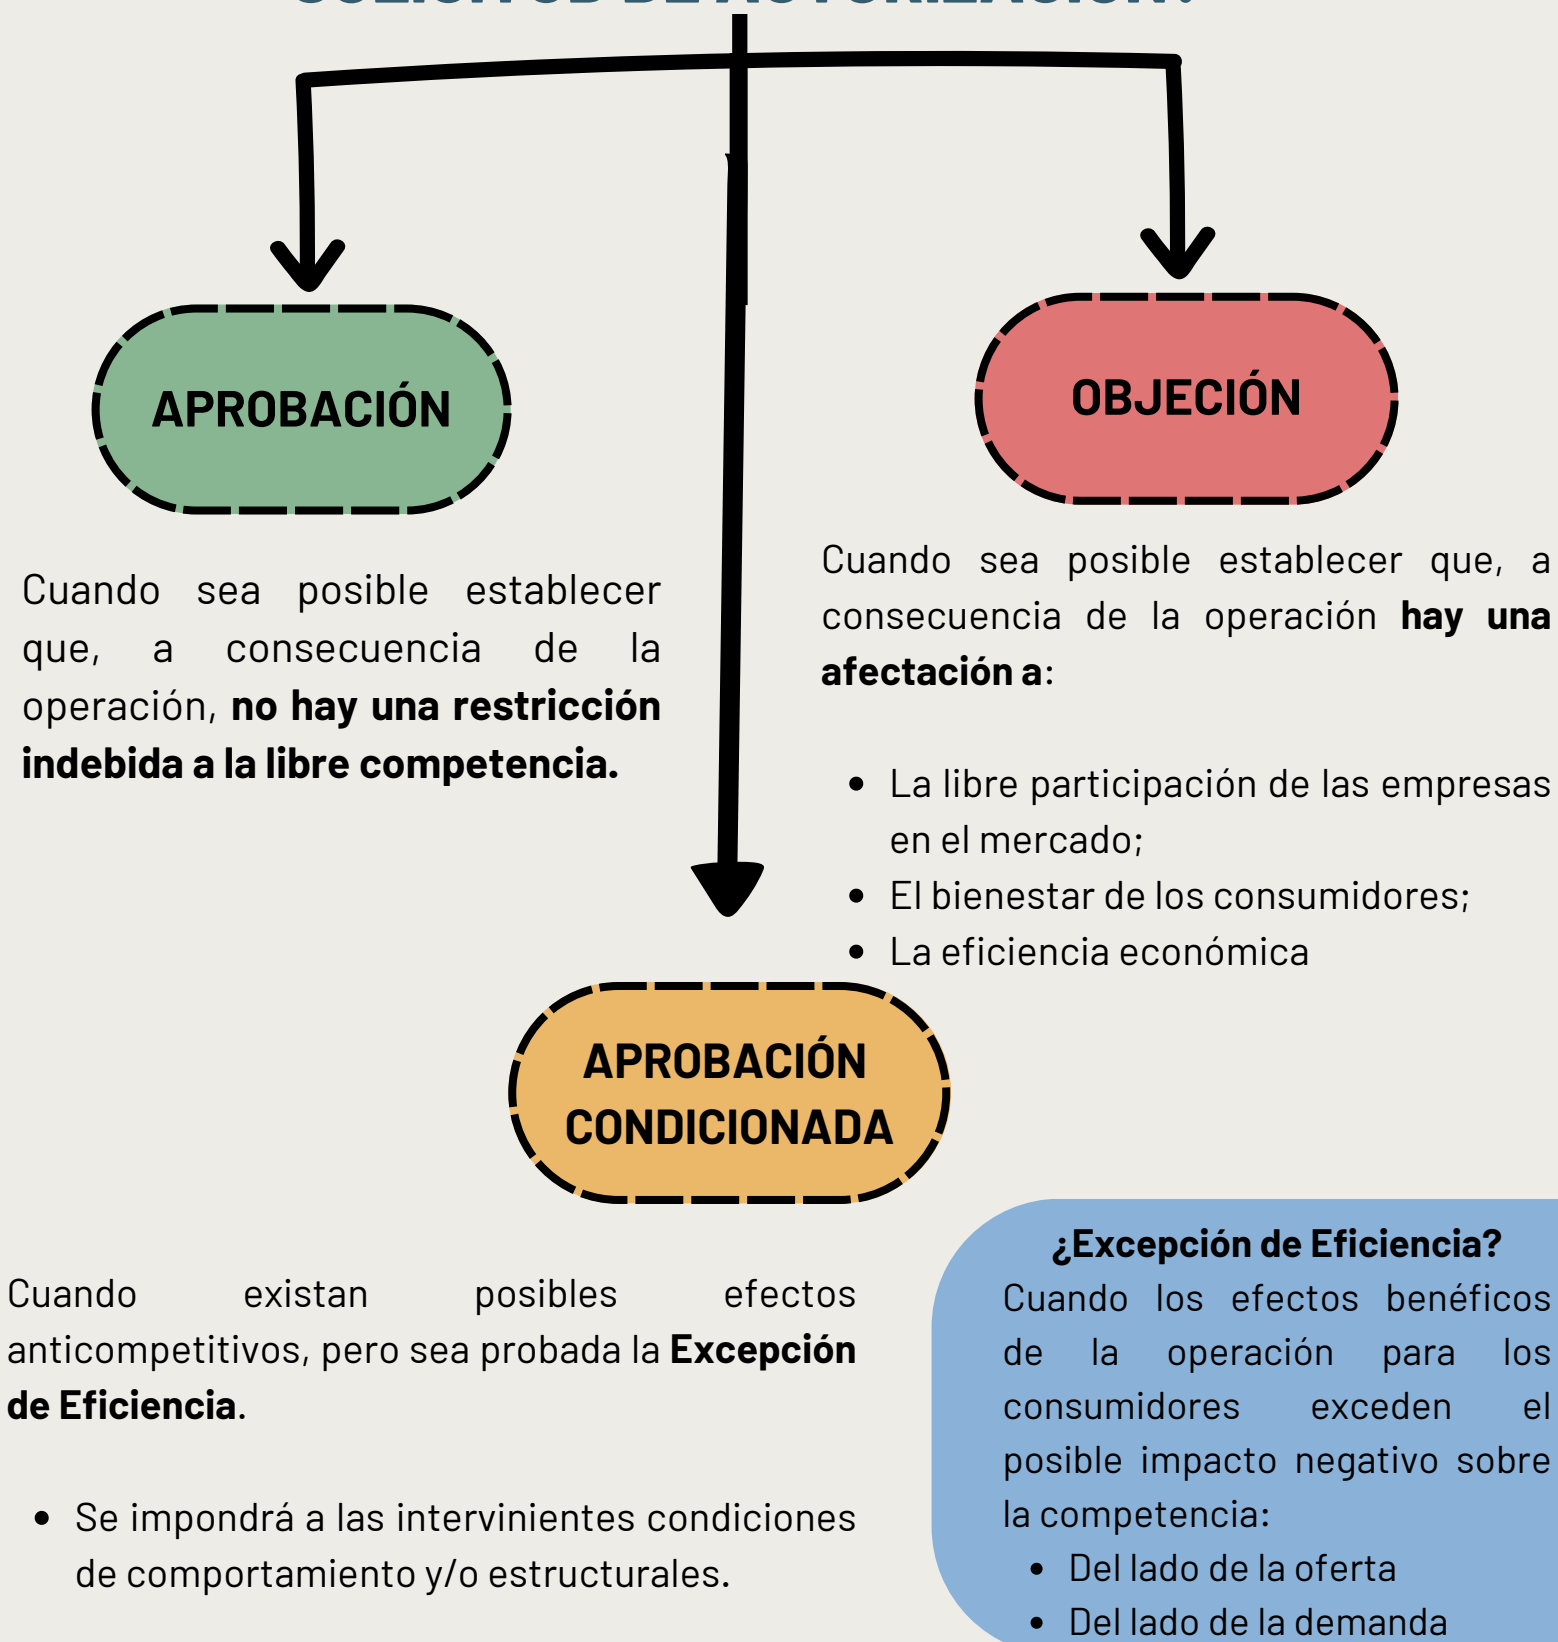 SOLICITUD DE AUTORIZACIÓN?
APROBACIÓN
Cuando sea posible establecer
que, a consecuencia de la
operación, no hay una restricción
indebida a la libre competencia.
OBJECIÓN
Cuando sea posible establecer que, a
consecuencia de la operación hay una
afectación a:
• La libre participación de las empresas
en el mercado;
• El bienestar de los consumidores;
• La eficiencia económica
APROBACIÓN
CONDICIONADA
Cuando existan posibles efectos
anticompetitivos, pero sea probada la Excepción
de Eficiencia.
• Se impondrá a las intervinientes condiciones
de comportamiento y/o estructurales.
¿Excepción de Eficiencia?
Cuando los efectos benéficos
de la operación para los
consumidores exceden el
posible impacto negativo sobre
la competencia:
• Del lado de la oferta
• Del lado de la demanda